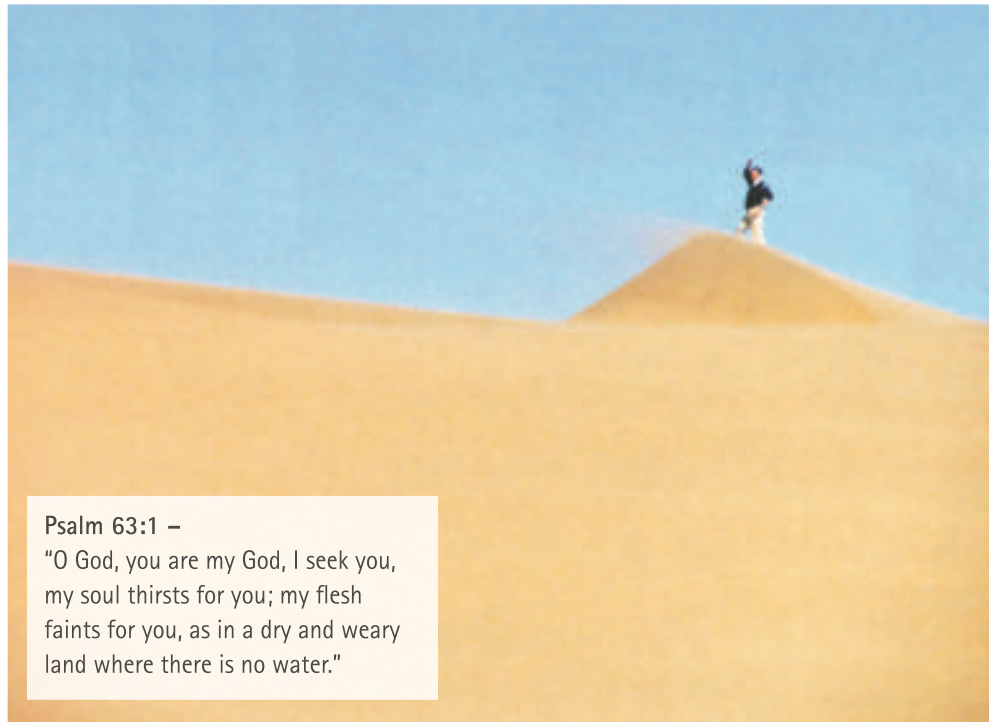 Psalm 63:1 –
“O God, you are my God, I seek you,
my soul thirsts for you; my flesh
faints for you, as in a dry and weary
land where there is no water.”